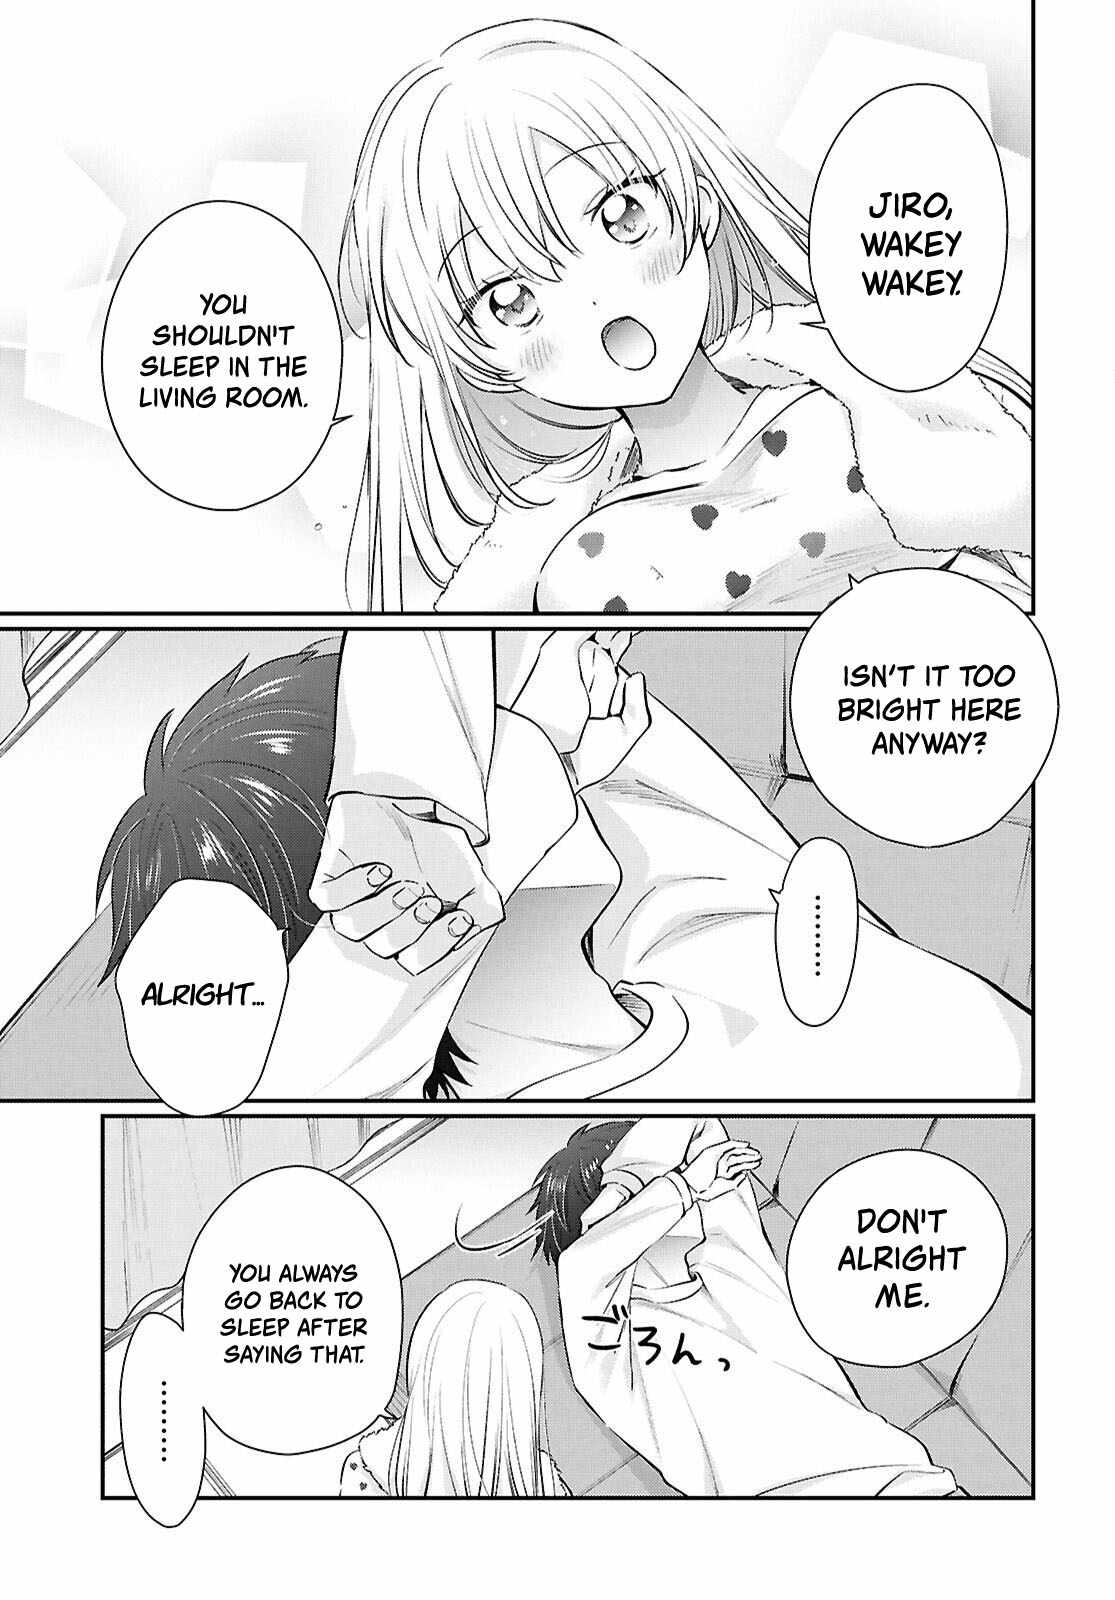 JIRO,
WAKEY
WAKEY.
YOU
SHOULDN'T
SLEEP IN THE
LIVING ROOM.
ISN'T IT TOO
BRIGHT HERE
ANYWAY?
.........
ALRIGHT...
DON'T
ALRIGHT
ME.
YOU ALWAYS
GO BACK TO
SLEEP AFTER
SAYING THAT.
ごろんっ
.........